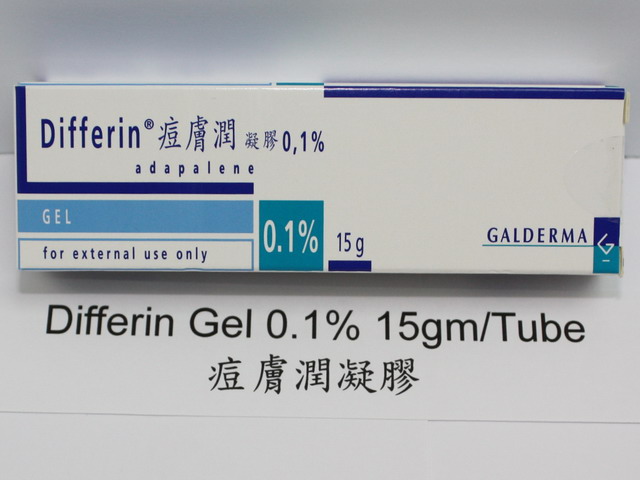 Differin® 痘膚潤 凝膠 0,1%
adapalene
GEL
for external use only
0.1%
15 g
GALDERMA
Differin Gel 0.1% 15gm/Tube
痘膚潤凝膠